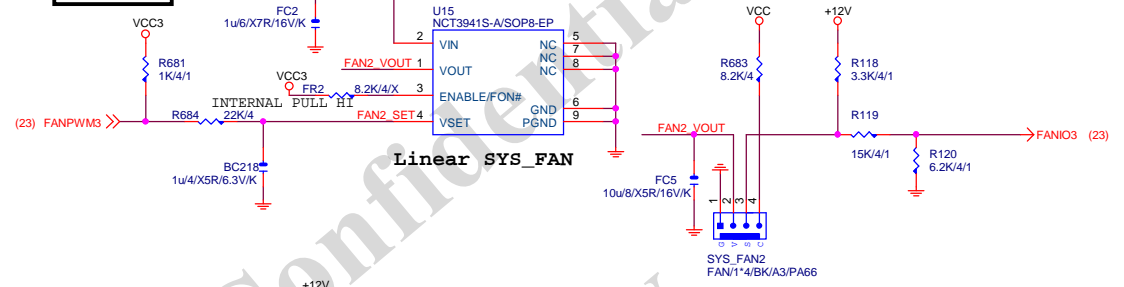 FC2
1u/6/X7R/16V/K
U15
NCT3941S-A/SOP8-EP
VCC3
VCC
+12V
2 VIN
NC 5
NC 7
NC 8
R681
1K/4/1
FAN2_VOUT 1 VOUT
R683
8.2K/4
R118
3.3K/4/1
VCC3
FR2 8.2K/4/X
3 ENABLE/FON#
INTERNAL PULL HI
GND 6
PGND 9
(23) FANPWM3
R684 22K/4
FAN2_SET 4 VSET
FAN2_VOUT
R119
15K/4/1
FANIO3 (23)
BC218
1u/4/X5R/6.3V/K
Linear SYS_FAN
R120
6.2K/4/1
FC5
10u/8/X5R/16V/K
1 2 3 4
G V S C
SYS_FAN2
FAN/1*4/BK/A3/PA66
+12V
Confidential